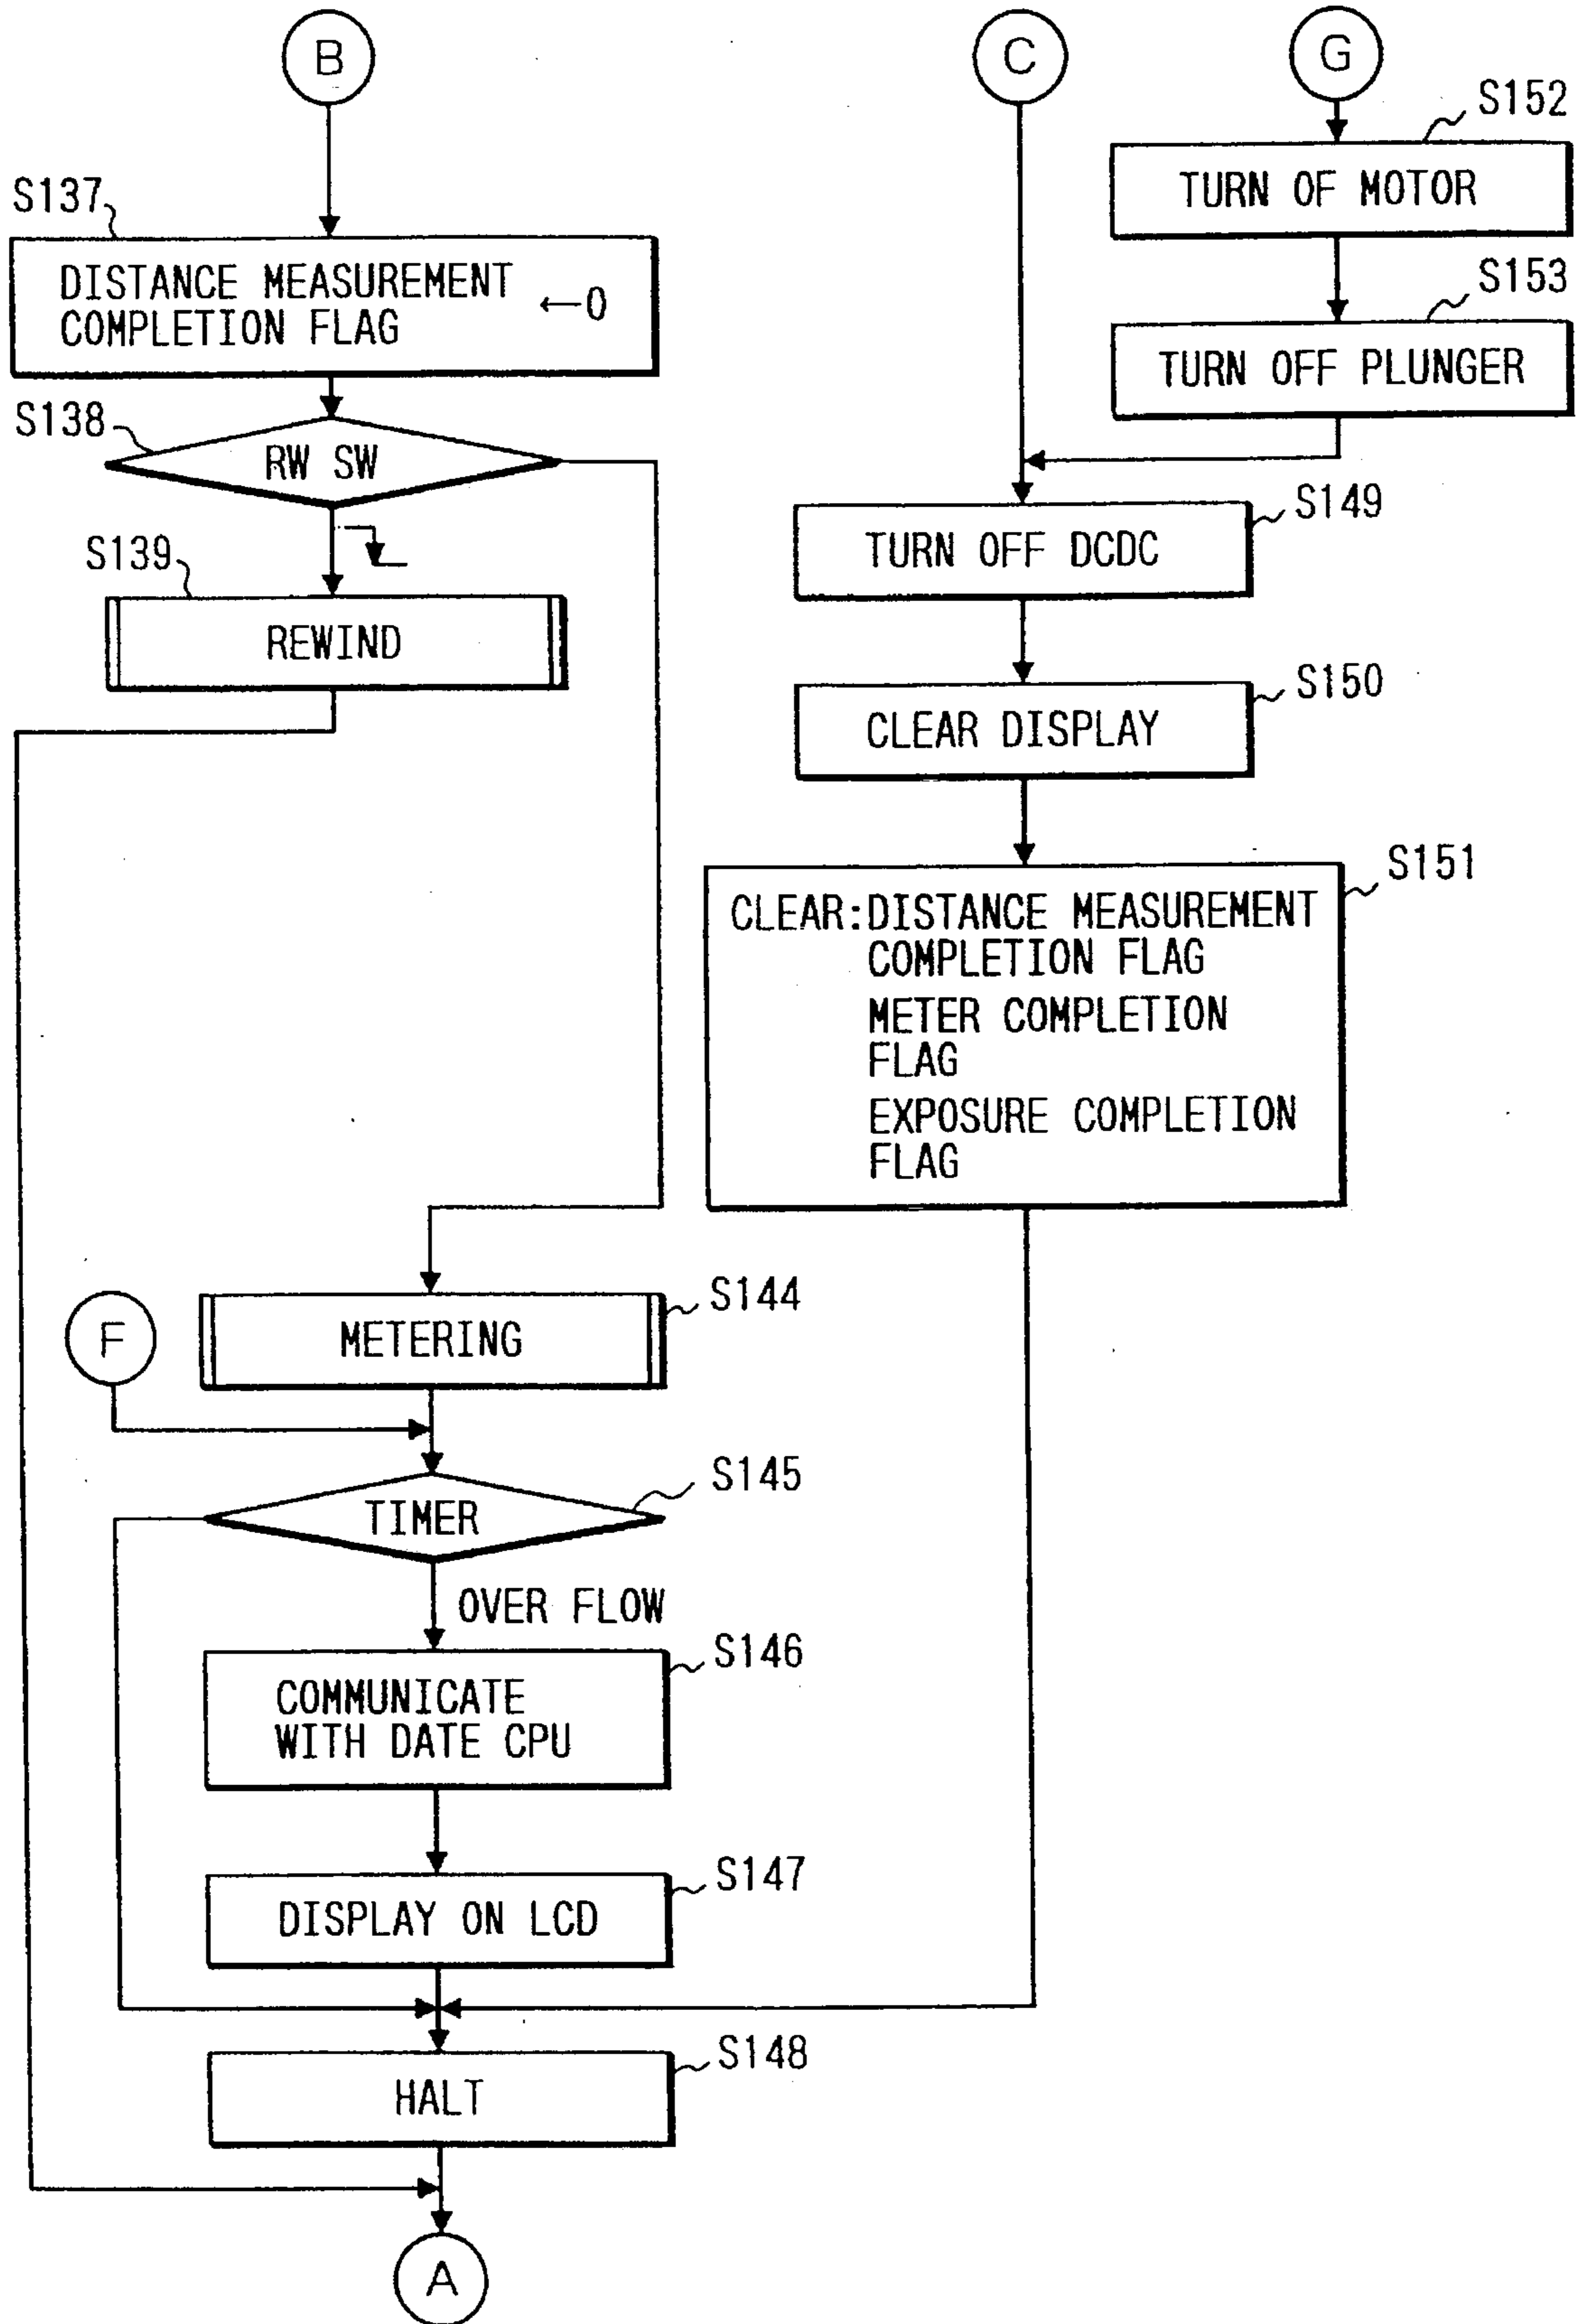 B
C
G
S152
TURN OF MOTOR
S137
DISTANCE MEASUREMENT
COMPLETION FLAG
←0
S153
TURN OFF PLUNGER
S138
RW SW
S149
TURN OFF DCDC
S139
REWIND
S150
CLEAR DISPLAY
S151
CLEAR:DISTANCE MEASUREMENT
COMPLETION FLAG
METER COMPLETION
FLAG
EXPOSURE COMPLETION
FLAG
S144
F
METERING
S145
TIMER
OVER FLOW
S146
COMMUNICATE
WITH DATE CPU
S147
DISPLAY ON LCD
S148
HALT
A